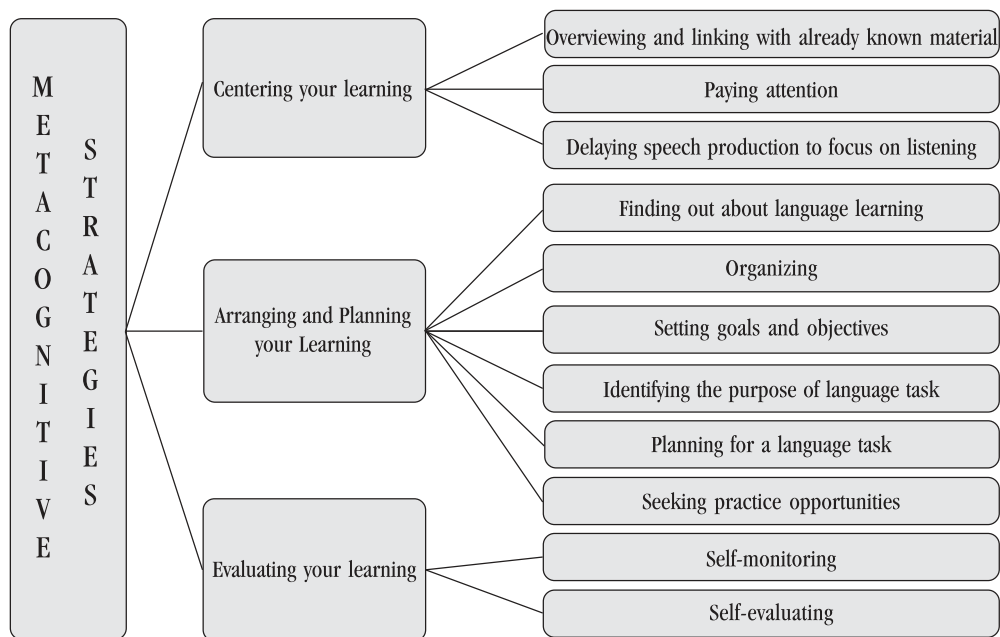 METACOGNITIVE
STRATEGIES
Centering your learning
Overviewing and linking with already known material
Paying attention
Delaying speech production to focus on listening
Arranging and Planning
your Learning
Finding out about language learning
Organizing
Setting goals and objectives
Identifying the purpose of language task
Planning for a language task
Seeking practice opportunities
Evaluating your learning
Self-monitoring
Self-evaluating